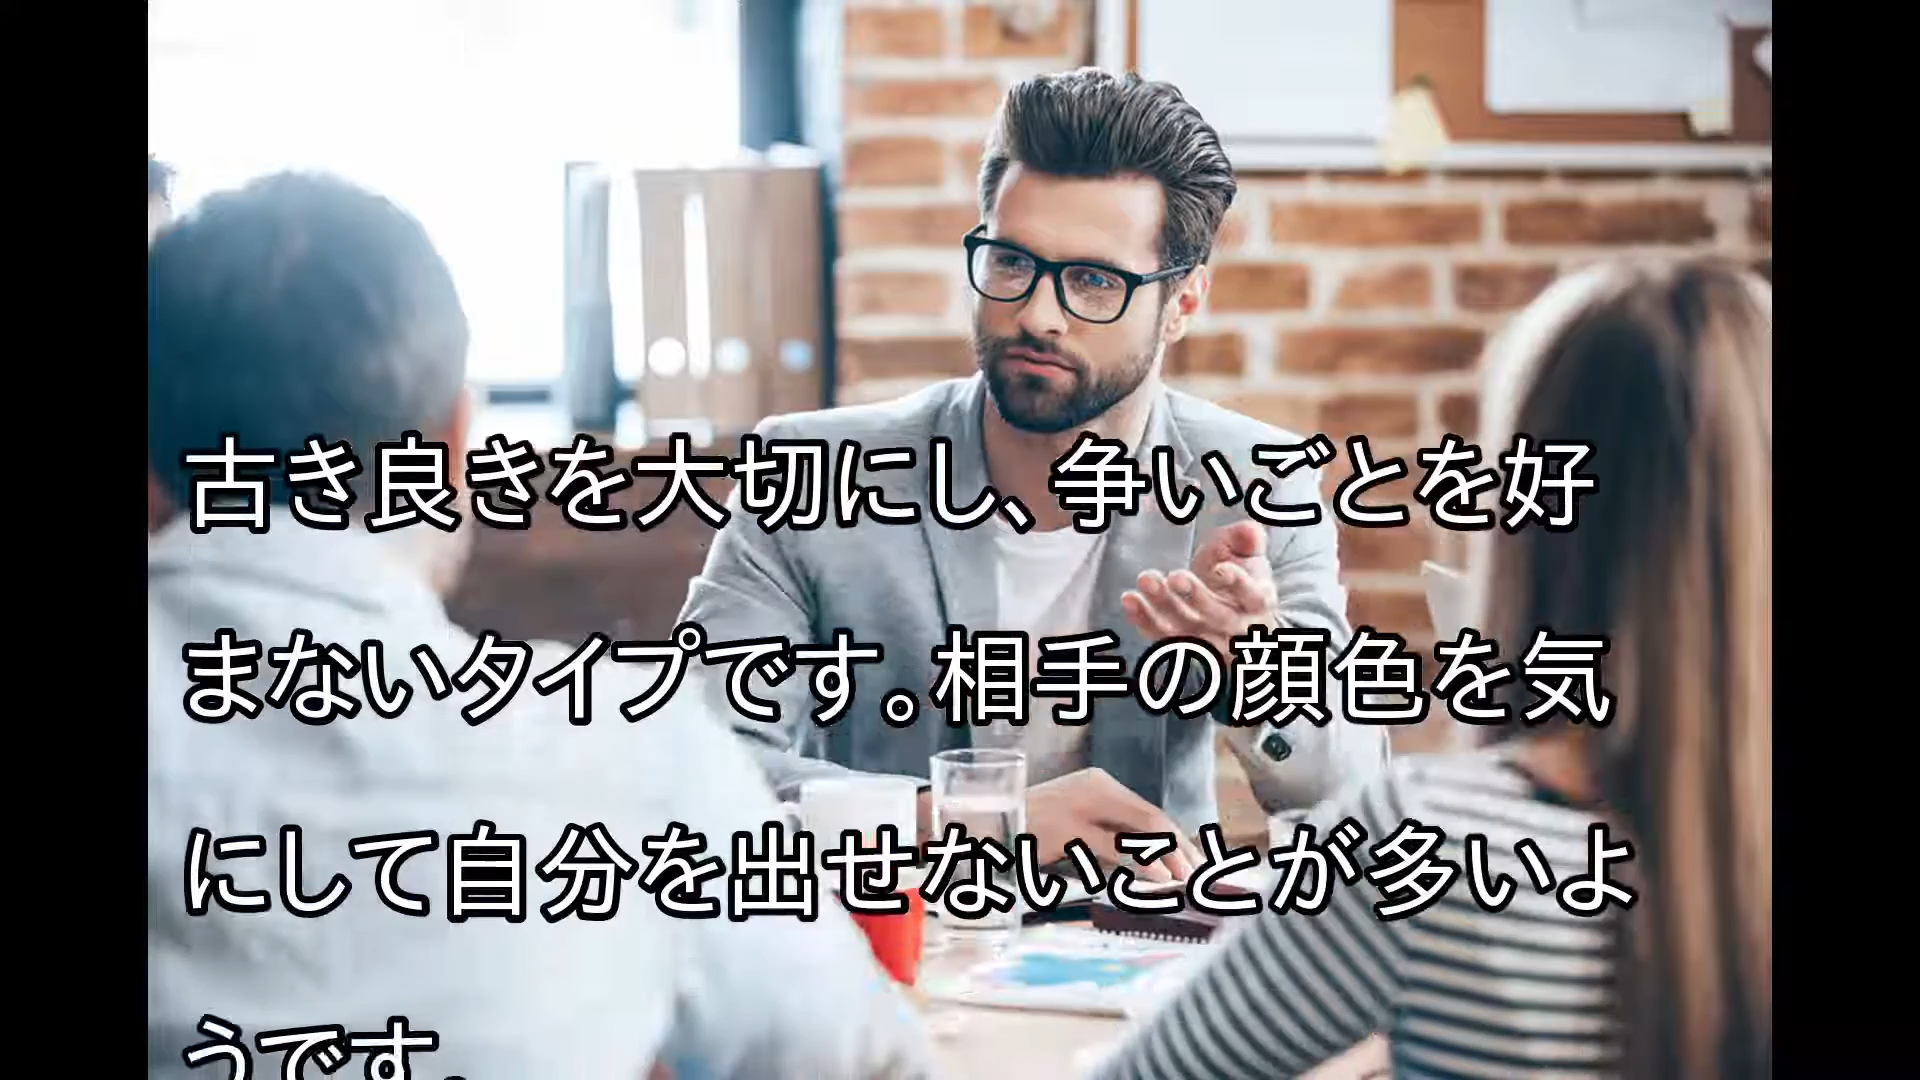 古き良きを大切にし、争いごとを好
まないタイプです。相手の顔色を気
にして自分を出せないことが多いよ
うです。